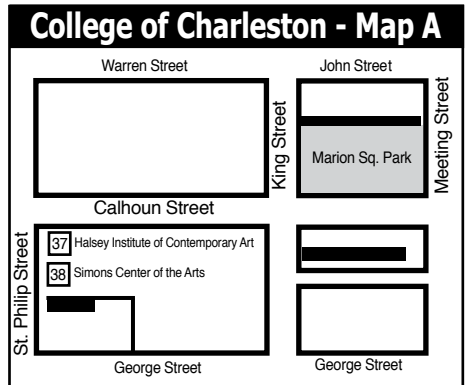 College of Charleston - Map A
Warren Street
John Street
King Street
Meeting Street
Marion Sq. Park
Calhoun Street
St. Philip Street
37 Halsey Institute of Contemporary Art
38 Simons Center of the Arts
George Street
George Street